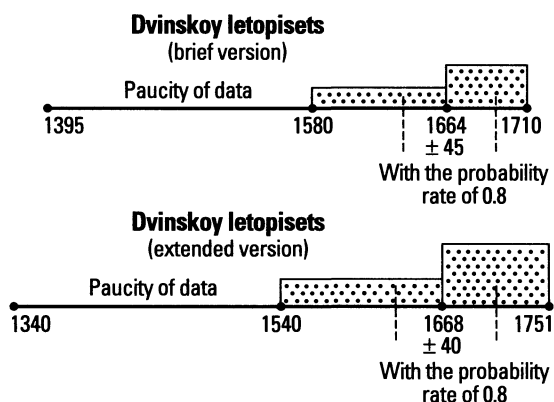 Dvinskoy letopisets
(brief version)
Paucity of data
1395 1580 1664 1710
± 45
With the probability
rate of 0.8
Dvinskoy letopisets
(extended version)
Paucity of data
1340 1540 1668 1751
± 40
With the probability
rate of 0.8